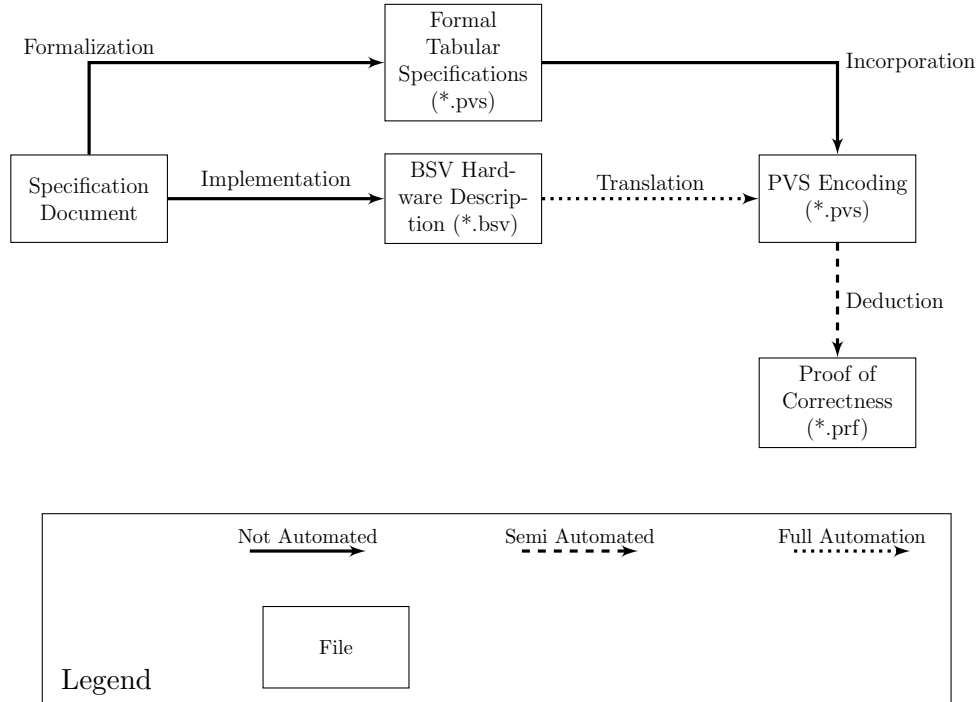 Formalization
Formal
Tabular
Specifications
(*.pvs)
Incorporation
Specification
Document
Implementation
BSV Hard-
ware Descrip-
tion (*.bsv)
Translation
PVS Encoding
(*.pvs)
Deduction
Proof of
Correctness
(*.prf)
Not Automated
Semi Automated
Full Automation
File
Legend